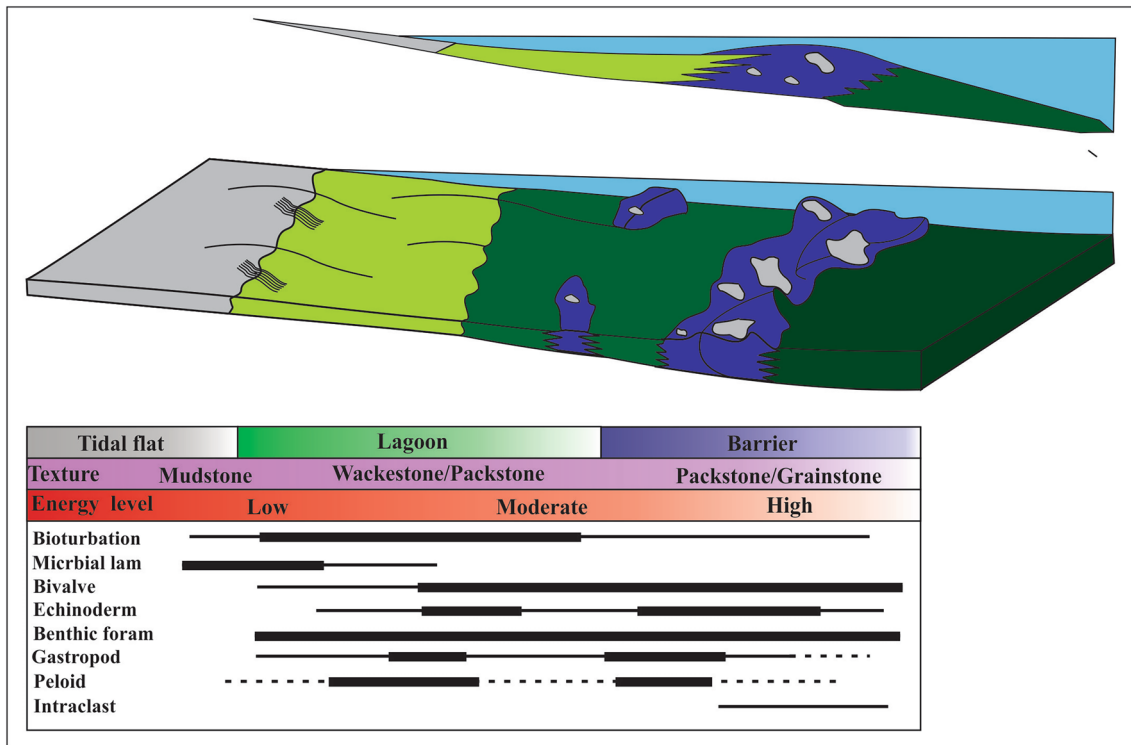 Tidal flat Lagoon Barrier
Texture Mudstone Wackestone/Packstone Packstone/Grainstone
Energy level Low Moderate High
Bioturbation
Micrbial lam
Bivalve
Echinoderm
Benthic foram
Gastropod
Peloid
Intraclast